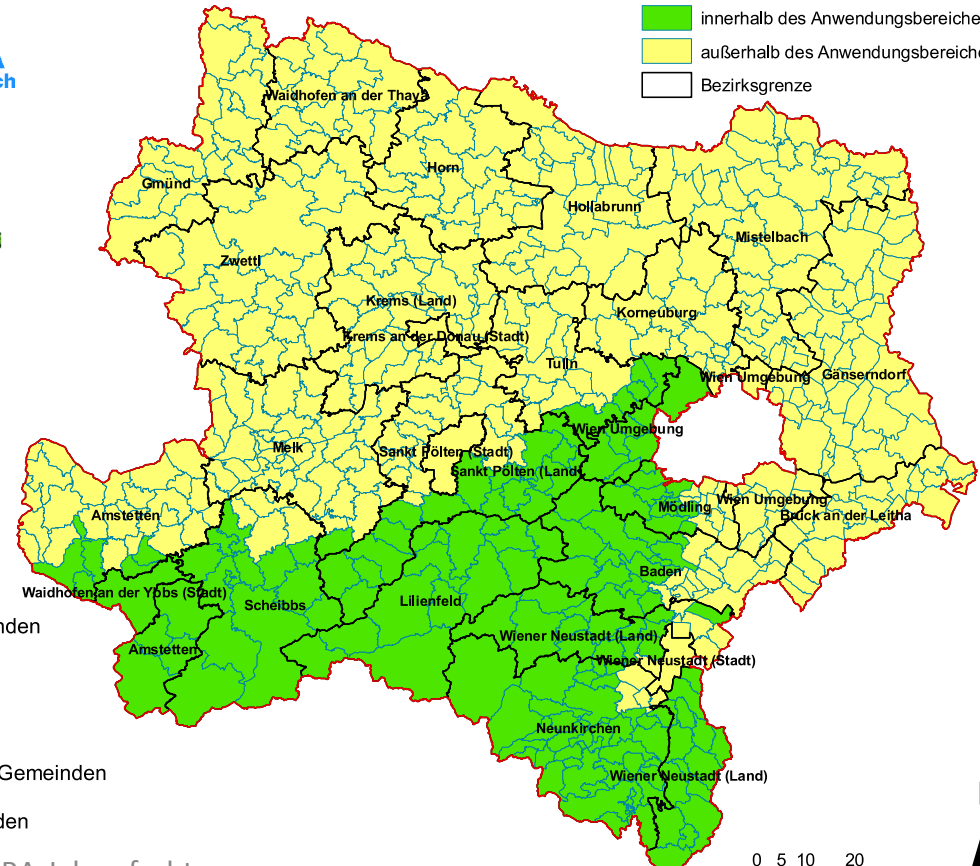 innerhalb des Anwendungsbereiche
außerhalb des Anwendungsbereiche
Bezirksgrenze
A
ch
Waidhofen an der Thaya
Horn
Gmünd
Hollabrunn
Mistelbach
Zwettl
Krems (Land)
Korneuburg
Krems an der Donau (Stadt)
Tulln
Wien Umgebung
Gänserndorf
Wien Umgebung
Melk
Sankt Pölten (Stadt)
Sankt Pölten (Land)
Wien Umgebung
Mödling
Bruck an der Leitha
Amstetten
Baden
Waidhofen an der Ybbs (Stadt)
Scheibbs
Lilienfeld
nden
Wiener Neustadt (Land)
Amstetten
Wiener Neustadt (Stadt)
Neunkirchen
Gemeinden
Wiener Neustadt (Land)
den
0 5 10 20